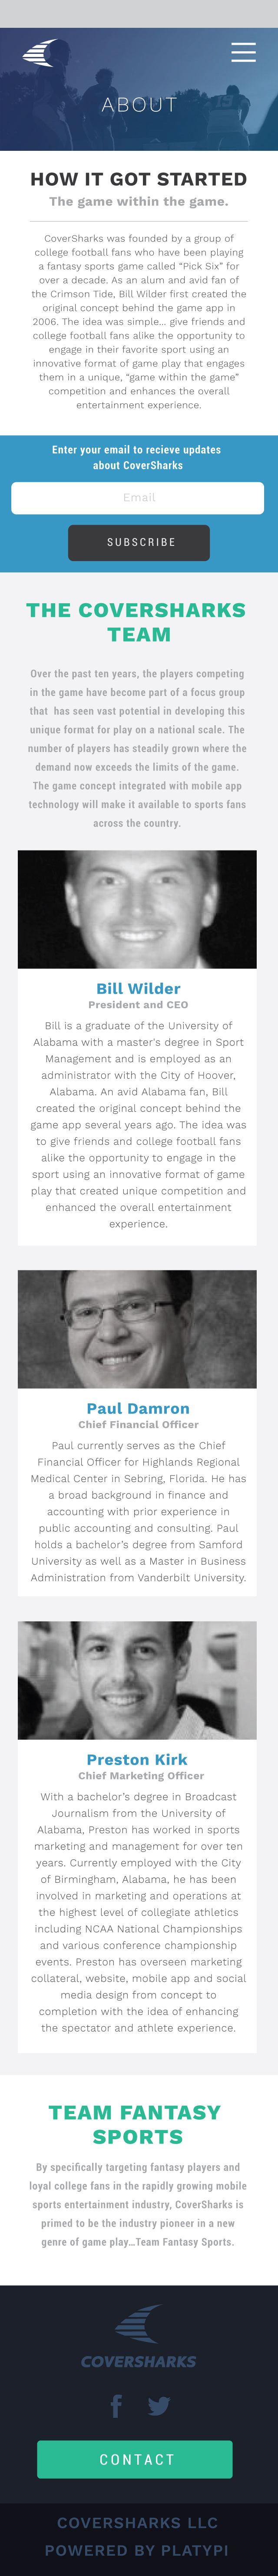 ABOUT
HOW IT GOT STARTED
The game within the game.
CoverSharks was founded by a group of
college football fans who have been playing
a fantasy sports game called “Pick Six” for
over a decade. As an alum and avid fan of
the Crimson Tide, Bill Wilder first created the
original concept behind the game app in
2006. The idea was simple... give friends and
college football fans alike the opportunity to
engage in their favorite sport using an
innovative format of game play that engages
them in a unique, “game within the game”
competition and enhances the overall
entertainment experience.
Enter your email to recieve updates
about CoverSharks
Email
SUBSCRIBE
THE COVERSHARKS
TEAM
Over the past ten years, the players competing
in the game have become part of a focus group
that has seen vast potential in developing this
unique format for play on a national scale. The
number of players has steadily grown where the
demand now exceeds the limits of the game.
The game concept integrated with mobile app
technology will make it available to sports fans
across the country.
Bill Wilder
President and CEO
Bill is a graduate of the University of
Alabama with a master's degree in Sport
Management and is employed as an
administrator with the City of Hoover,
Alabama. An avid Alabama fan, Bill
created the original concept behind the
game app several years ago. The idea was
to give friends and college football fans
alike the opportunity to engage in the
sport using an innovative format of game
play that created unique competition and
enhanced the overall entertainment
experience.
Paul Damron
Chief Financial Officer
Paul currently serves as the Chief
Financial Officer for Highlands Regional
Medical Center in Sebring, Florida. He has
a broad background in finance and
accounting with prior experience in
public accounting and consulting. Paul
holds a bachelor's degree from Samford
University as well as a Master in Business
Administration from Vanderbilt University.
Preston Kirk
Chief Marketing Officer
With a bachelor's degree in Broadcast
Journalism from the University of
Alabama, Preston has worked in sports
marketing and management for over ten
years. Currently employed with the City
of Birmingham, Alabama, he has been
involved in marketing and operations at
the highest level of collegiate athletics
including NCAA National Championships
and various conference championship
events. Preston has overseen marketing
collateral, website, mobile app and social
media design from concept to
completion with the idea of enhancing
the spectator and athlete experience.
TEAM FANTASY
SPORTS
By specifically targeting fantasy players and
loyal college fans in the rapidly growing mobile
sports entertainment industry, CoverSharks is
primed to be the industry pioneer in a new
genre of game play...Team Fantasy Sports.
COVERSHARKS
CONTACT
COVERSHARKS LLC
POWERED BY PLATYPI